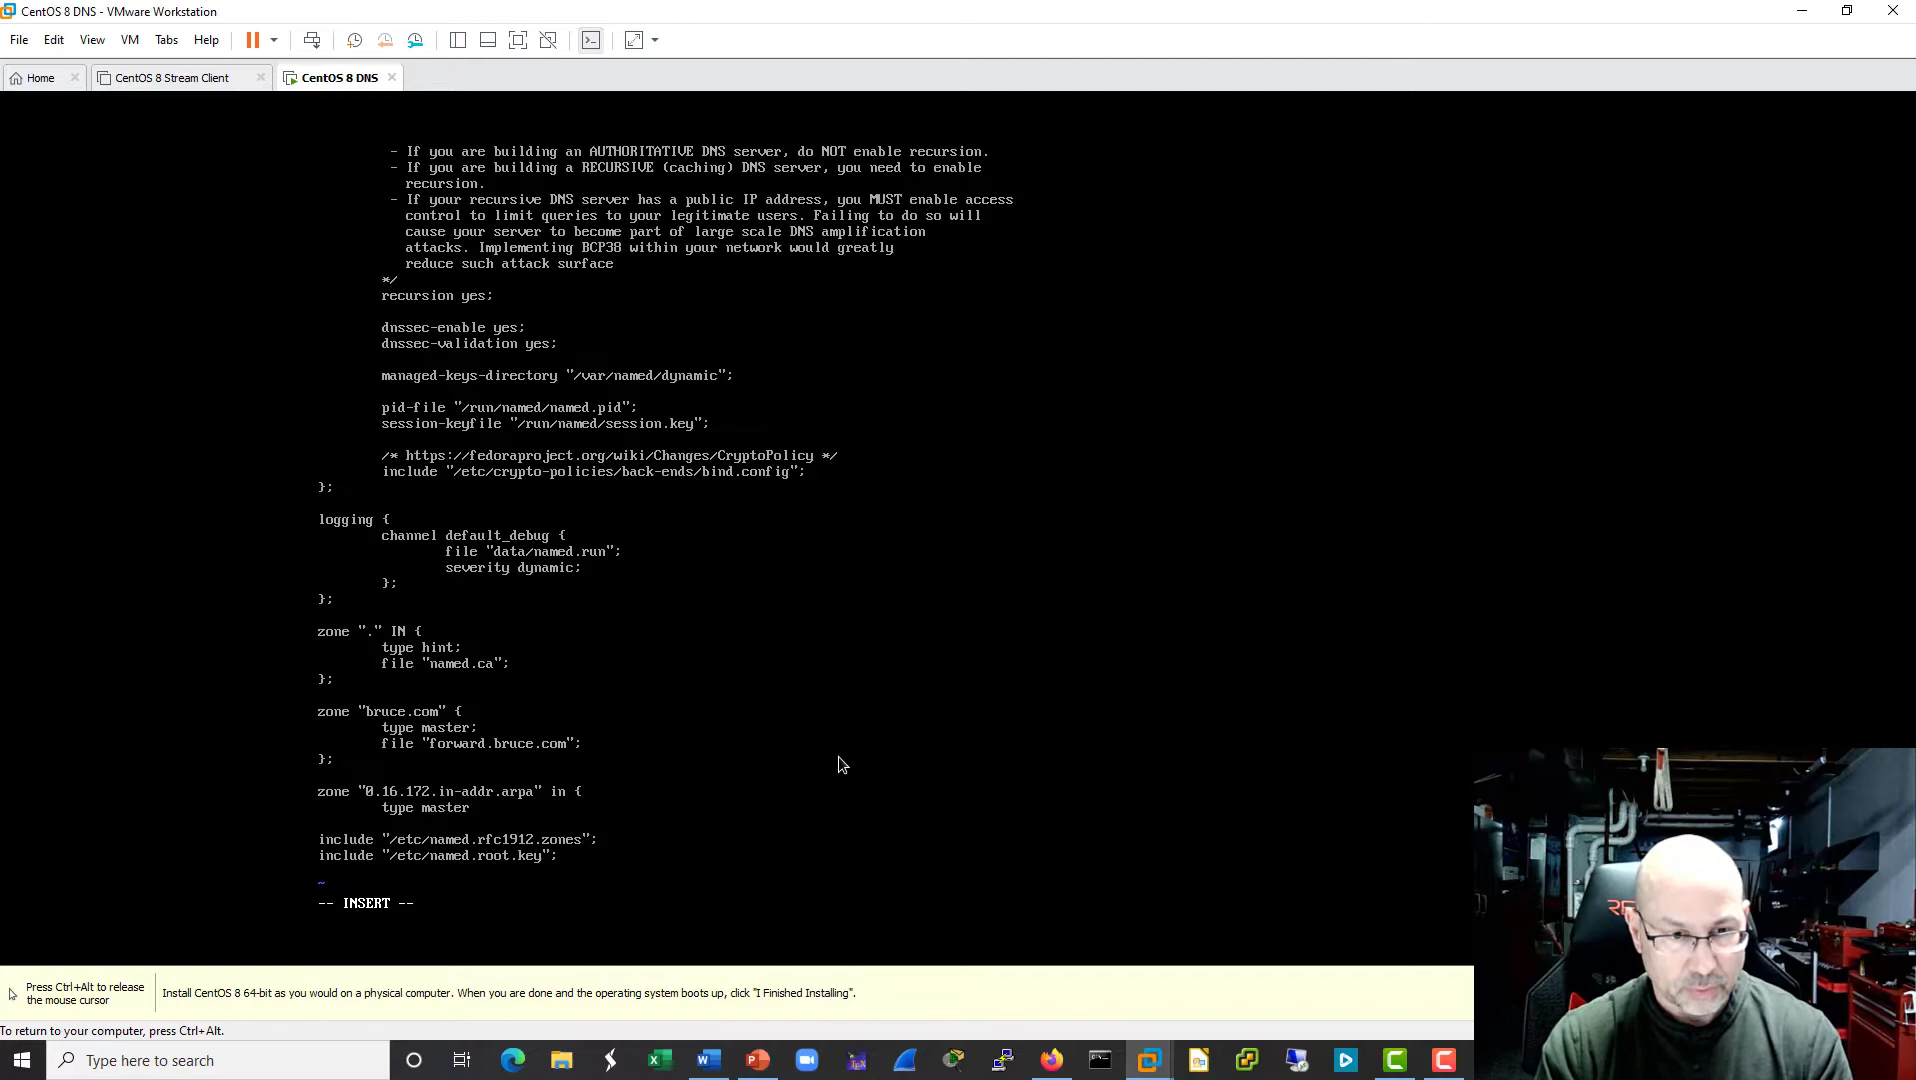 CentOS 8 DNS - VMware Workstation
File Edit View VM Tabs Help
Home CentOS 8 Stream Client CentOS 8 DNS
- If you are building an AUTHORITATIVE DNS server, do NOT enable recursion.
- If you are building a RECURSIVE (caching) DNS server, you need to enable
recursion.
- If your recursive DNS server has a public IP address, you MUST enable access
control to limit queries to your legitimate users. Failing to do so will
cause your server to become part of large scale DNS amplification
attacks. Implementing BCP38 within your network would greatly
reduce such attack surface
*/
recursion yes;
dnssec-enable yes;
dnssec-validation yes;
managed-keys-directory "/var/named/dynamic";
pid-file "/run/named/named.pid";
session-keyfile "/run/named/session.key";
/* https://fedoraproject.org/wiki/Changes/CryptoPolicy */
include "/etc/crypto-policies/back-ends/bind.config";
};
logging {
channel default_debug {
file "data/named.run";
severity dynamic;
};
};
zone "." IN {
type hint;
file "named.ca";
};
zone "bruce.com" {
type master;
file "forward.bruce.com";
};
zone "0.16.172.in-addr.arpa" in {
type master
include "/etc/named.rfc1912.zones";
include "/etc/named.root.key";
~
-- INSERT --
Press Ctrl+Alt to release
the mouse cursor
Install CentOS 8 64-bit as you would on a physical computer. When you are done and the operating system boots up, click "I Finished Installing".
To return to your computer, press Ctrl+Alt.
Type here to search